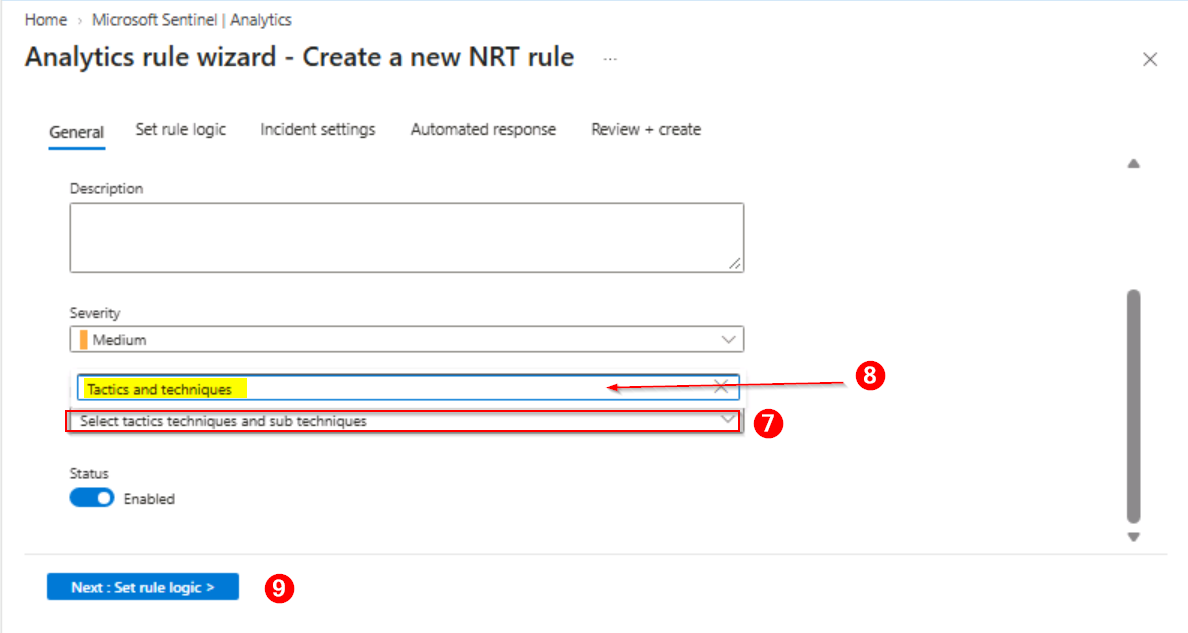 Home > Microsoft Sentinel | Analytics
Analytics rule wizard - Create a new NRT rule ...
General Set rule logic Incident settings Automated response Review + create
Description
Severity
Medium
Tactics and techniques
8
Select tactics techniques and sub techniques
7
Status
Enabled
Next : Set rule logic >
9